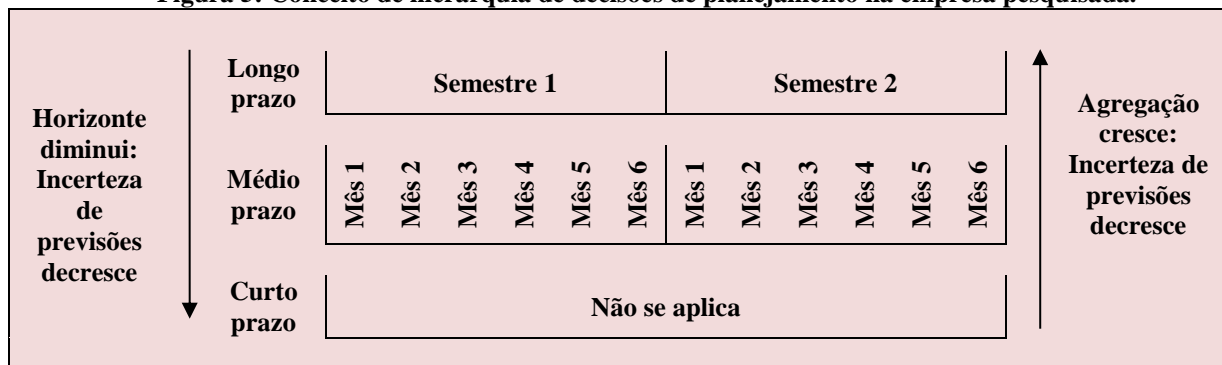 Figura Conceito de hierarquia de decisões de planejamento na empresa pesquisada.
Horizonte
diminui:
Incerteza
de
previsões
decresce
Longo
prazo
Semestre 1
Semestre 2
Médio
prazo
Mês 1
Mês 2
Mês 3
Mês 4
Mês 5
Mês 6
Mês 1
Mês 2
Mês 3
Mês 4
Mês 5
Mês 6
Curto
prazo
Não se aplica
Agregação
cresce:
Incerteza de
previsões
decresce